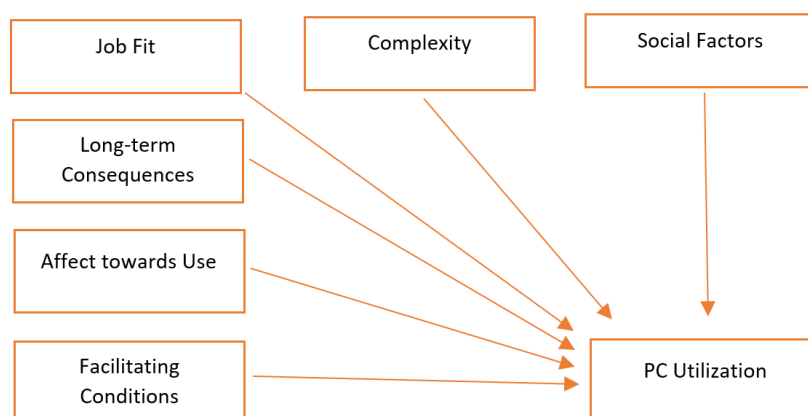 Job Fit
Complexity
Social Factors
Long-term
Consequences
Affect towards Use
Facilitating
Conditions
PC Utilization